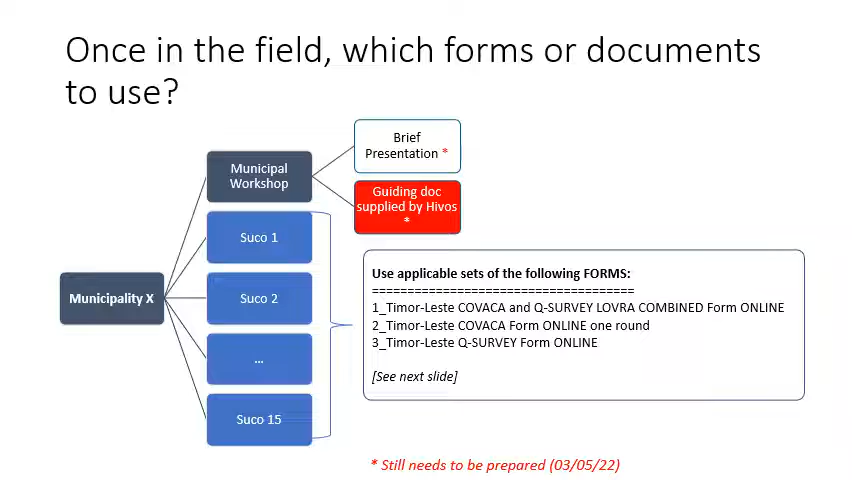 Once in the field, which forms or documents
to use?
Brief
Presentation *
Municipal
Workshop
Guiding doc
supplied by Hivos
*
Suco 1
Use applicable sets of the following FORMS:
=====================================
Municipality X
Suco 2
1_Timor-Leste COVACA and Q-SURVEY LOVRA COMBINED Form ONLINE
2_Timor-Leste COVACA Form ONLINE one round
3_Timor-Leste Q-SURVEY Form ONLINE
...
[See next slide]
Suco 15
* Still needs to be prepared (03/05/22)